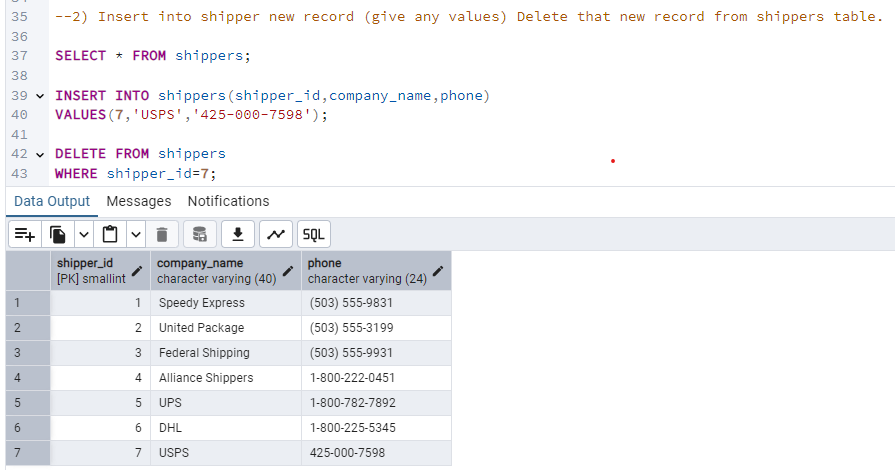 35 --2) Insert into shipper new record (give any values) Delete that new record from shippers table.
36
37 SELECT * FROM shippers;
38
39 INSERT INTO shippers(shipper_id,company_name,phone)
40 VALUES(7,'USPS','425-000-7598');
41
42 DELETE FROM shippers
43 WHERE shipper_id=7;
Data Output Messages Notifications
SQL
shipper_id company_name phone
[PK] smallint character varying (40) character varying (24)
1 1 Speedy Express (503) 555-9831
2 2 United Package (503) 555-3199
3 3 Federal Shipping (503) 555-9931
4 4 Alliance Shippers 1-800-222-0451
5 5 UPS 1-800-782-7892
6 6 DHL 1-800-225-5345
7 7 USPS 425-000-7598